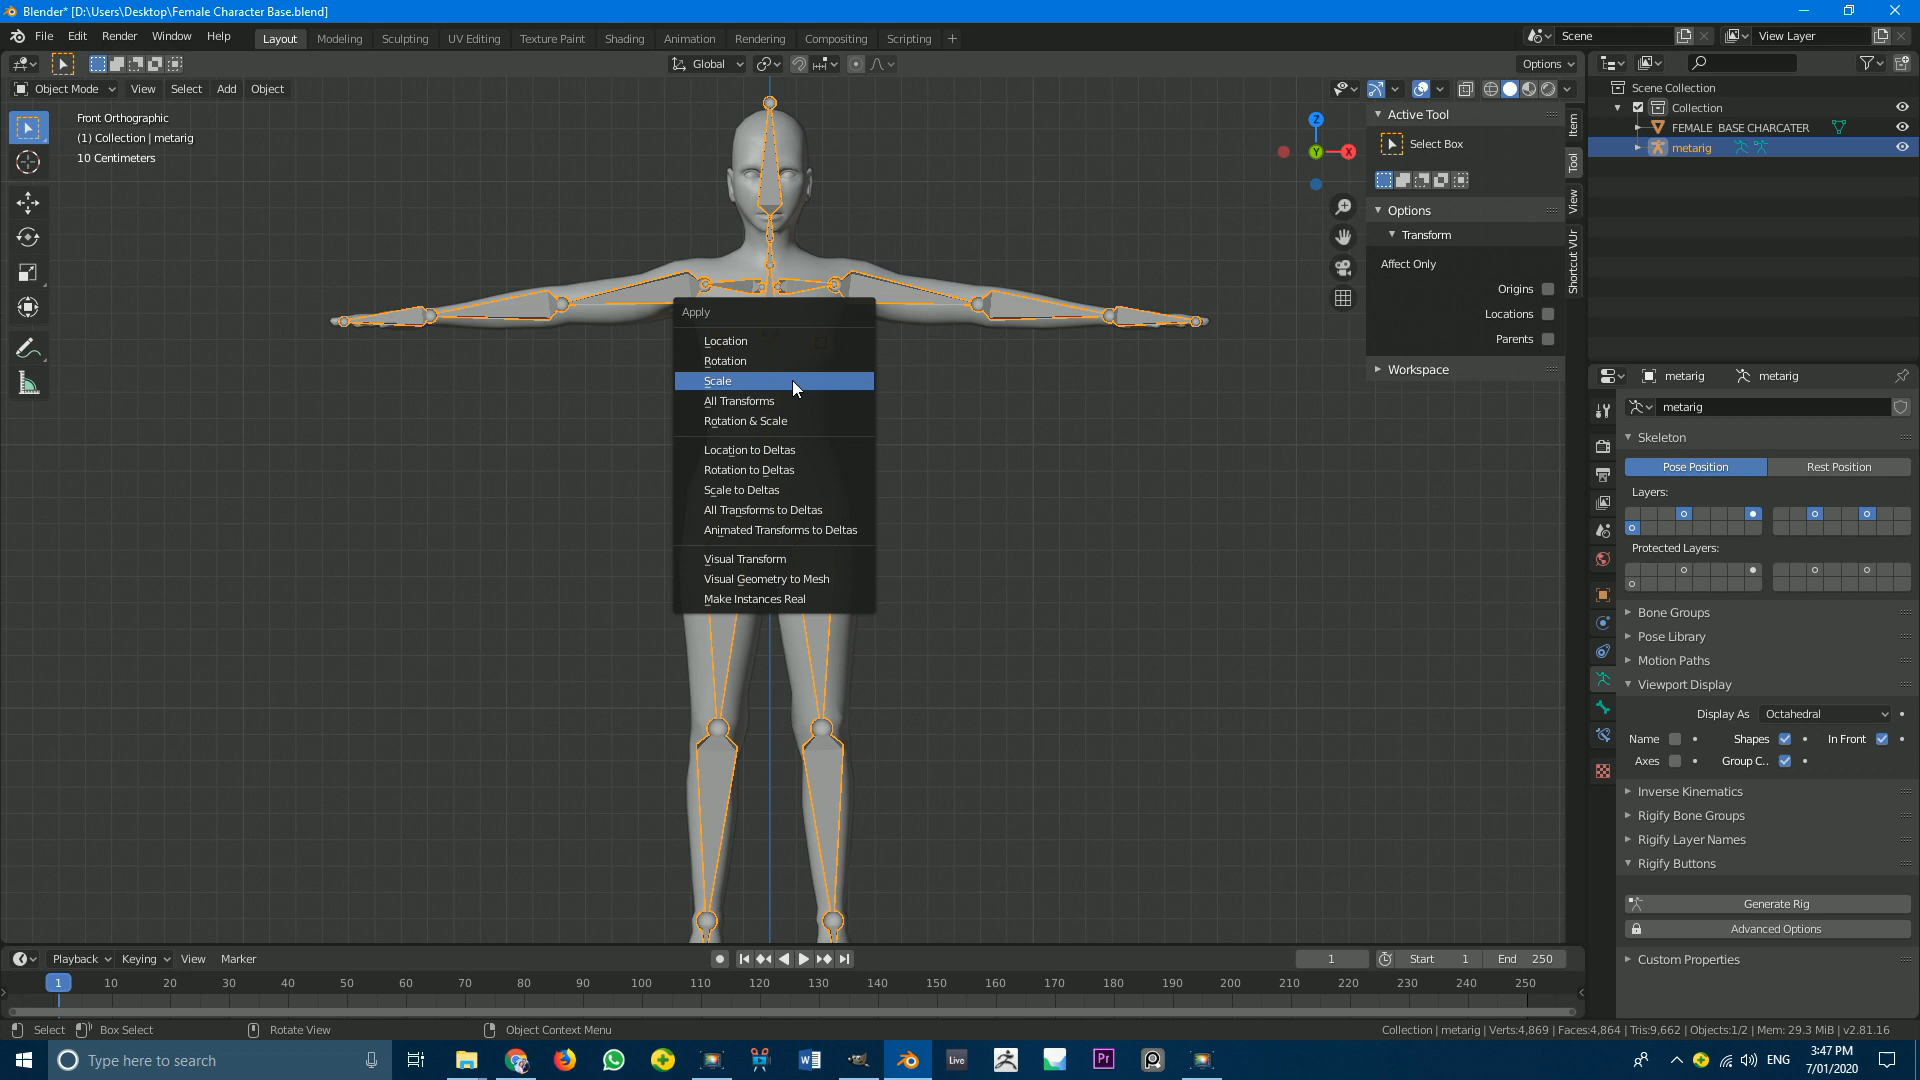 Blender* [D:\Users\Desktop\Female Character Base.blend]
File Edit Render Window Help
Layout Modeling Sculpting UV Editing Texture Paint Shading Animation Rendering Compositing Scripting +
Scene
View Layer
Global
Options
Object Mode View Select Add Object
Front Orthographic
(1) Collection | metarig
10 Centimeters
Z
Y
X
Active Tool
Select Box
Options
Transform
Affect Only
Origins
Locations
Parents
Workspace
Item
Tool
View
Shortcut VUr
Apply
Location
Rotation
Scale
All Transforms
Rotation & Scale
Location to Deltas
Rotation to Deltas
Scale to Deltas
All Transforms to Deltas
Animated Transforms to Deltas
Visual Transform
Visual Geometry to Mesh
Make Instances Real
Scene Collection
Collection
FEMALE BASE CHARCATER
metarig
metarig metarig
metarig
Skeleton
Pose Position Rest Position
Layers:
Protected Layers:
Bone Groups
Pose Library
Motion Paths
Viewport Display
Display As Octahedral
Name Shapes In Front
Axes Group C..
Inverse Kinematics
Rigify Bone Groups
Rigify Layer Names
Rigify Buttons
Generate Rig
Advanced Options
Custom Properties
Playback Keying View Marker
1 Start 1 End 250
1 10 20 30 40 50 60 70 80 90 100 110 120 130 140 150 160 170 180 190 200 210 220 230 240 250
Select Box Select Rotate View Object Context Menu
Collection | metarig | Verts:4,869 | Faces:4,864 | Tris:9,662 | Objects:1/2 | Mem: 29.3 MiB | v2.81.16
Type here to search
Live
Pr
ENG
3:47 PM
7/01/2020